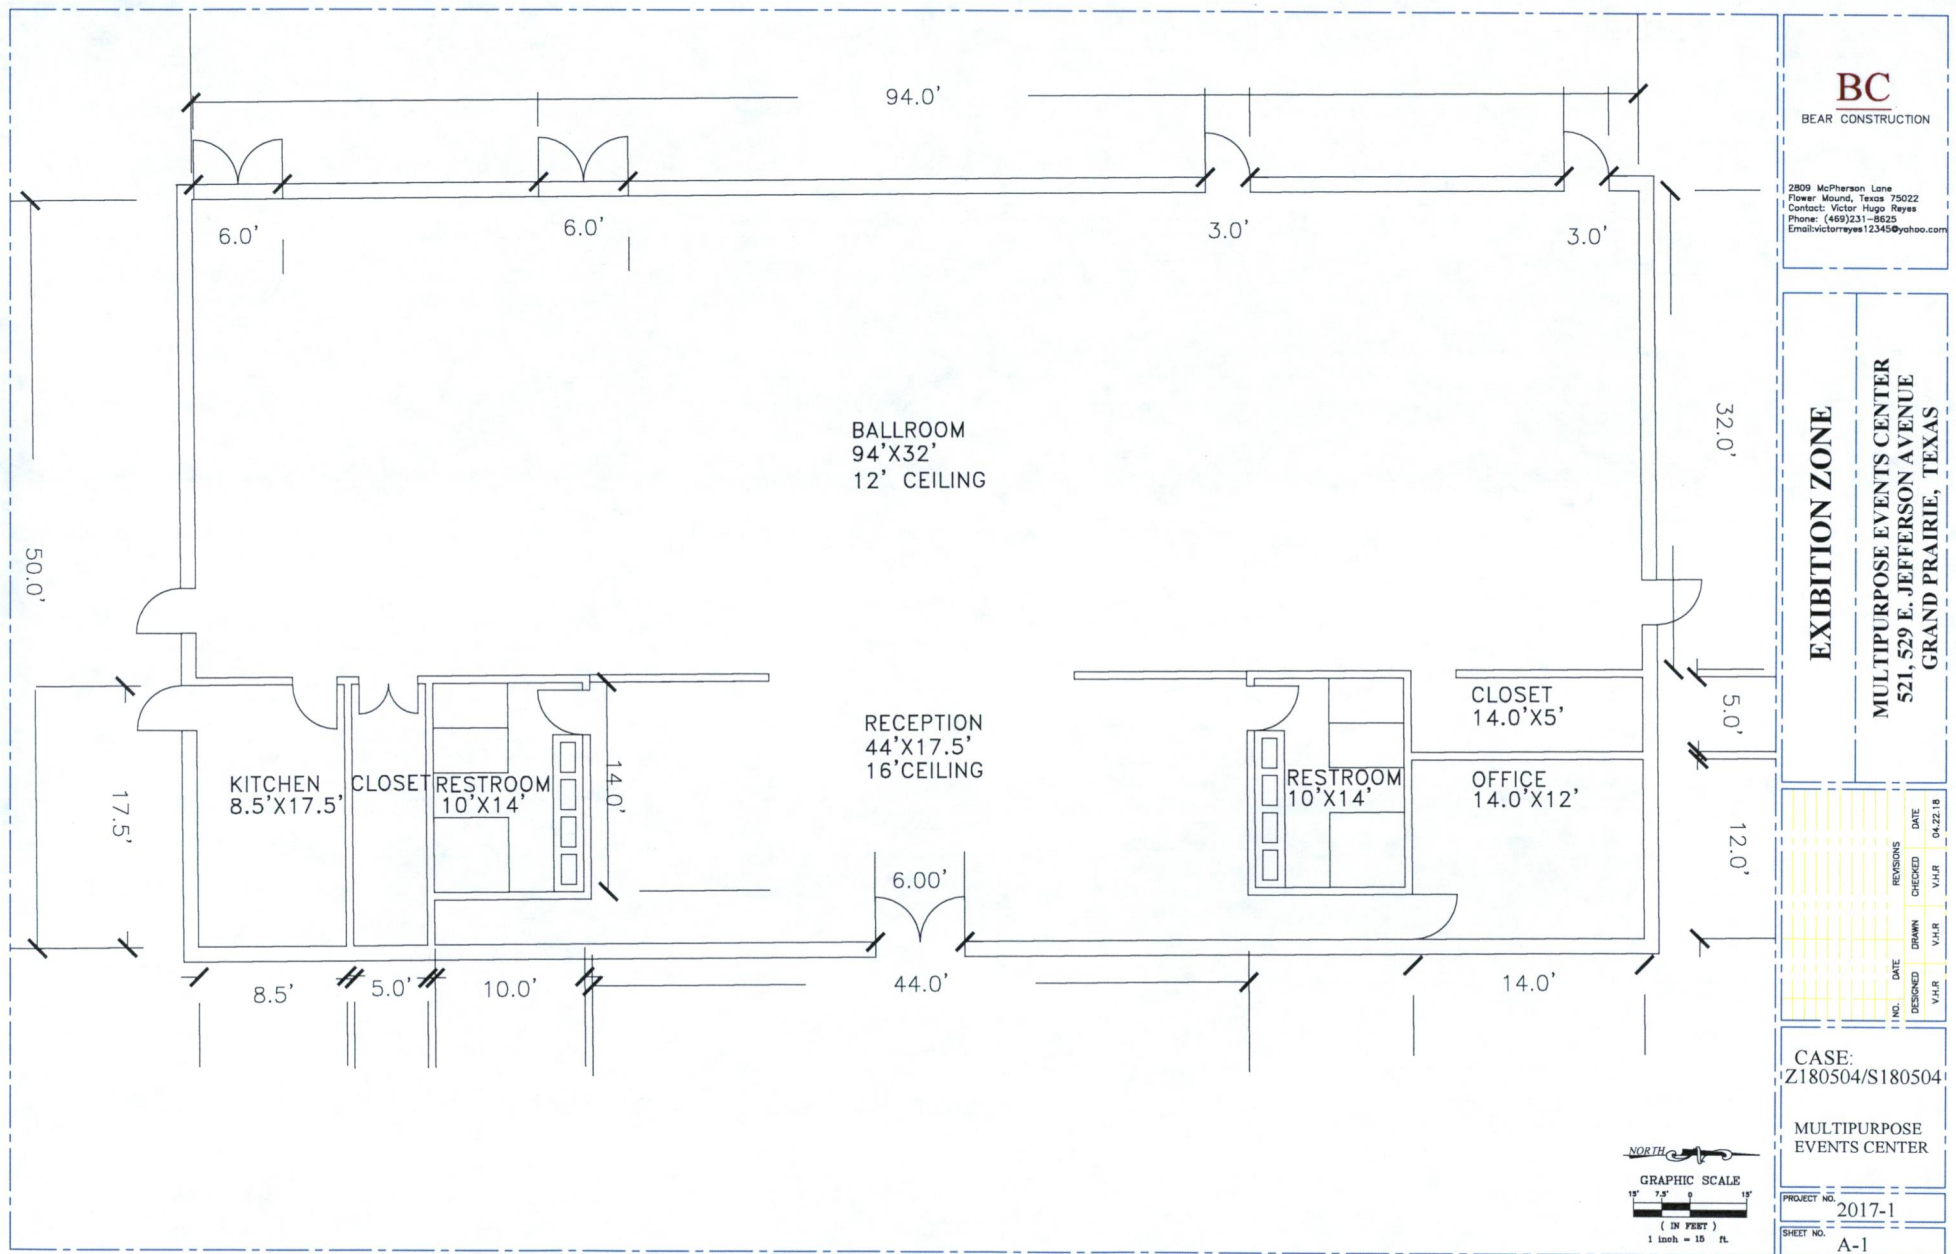 94.0'
6.0'
6.0'
3.0'
3.0'
50.0'
32.0'
BALLROOM
94'X32'
12' CEILING
RECEPTION
44'X17.5'
16'CEILING
CLOSET
14.0'X5'
5.0'
KITCHEN
8.5'X17.5'
CLOSET
RESTROOM
10'X14'
14.0'
RESTROOM
10'X14'
OFFICE
14.0'X12'
17.5'
12.0'
6.00'
8.5'
5.0'
10.0'
44.0'
14.0'
NORTH
GRAPHIC SCALE
15' 7.5' 0 15'
( IN FEET )
1 inch = 15 ft.
BC
BEAR CONSTRUCTION
2809 McPherson Lane
Flower Mound, Texas 75022
Contact: Victor Hugo Reyes
Phone: (469)231-8625
Email:victorreyes12345@yahoo.com
EXIBITION ZONE
MULTIPURPOSE EVENTS CENTER
521, 529 E. JEFFERSON AVENUE
GRAND PRAIRIE, TEXAS
NO. DATE REVISIONS
DESIGNED DRAWN CHECKED DATE
V.H.R V.H.R V.H.R 04.22.18
CASE:
Z180504/S180504
MULTIPURPOSE
EVENTS CENTER
PROJECT NO.
2017-1
SHEET NO.
A-1